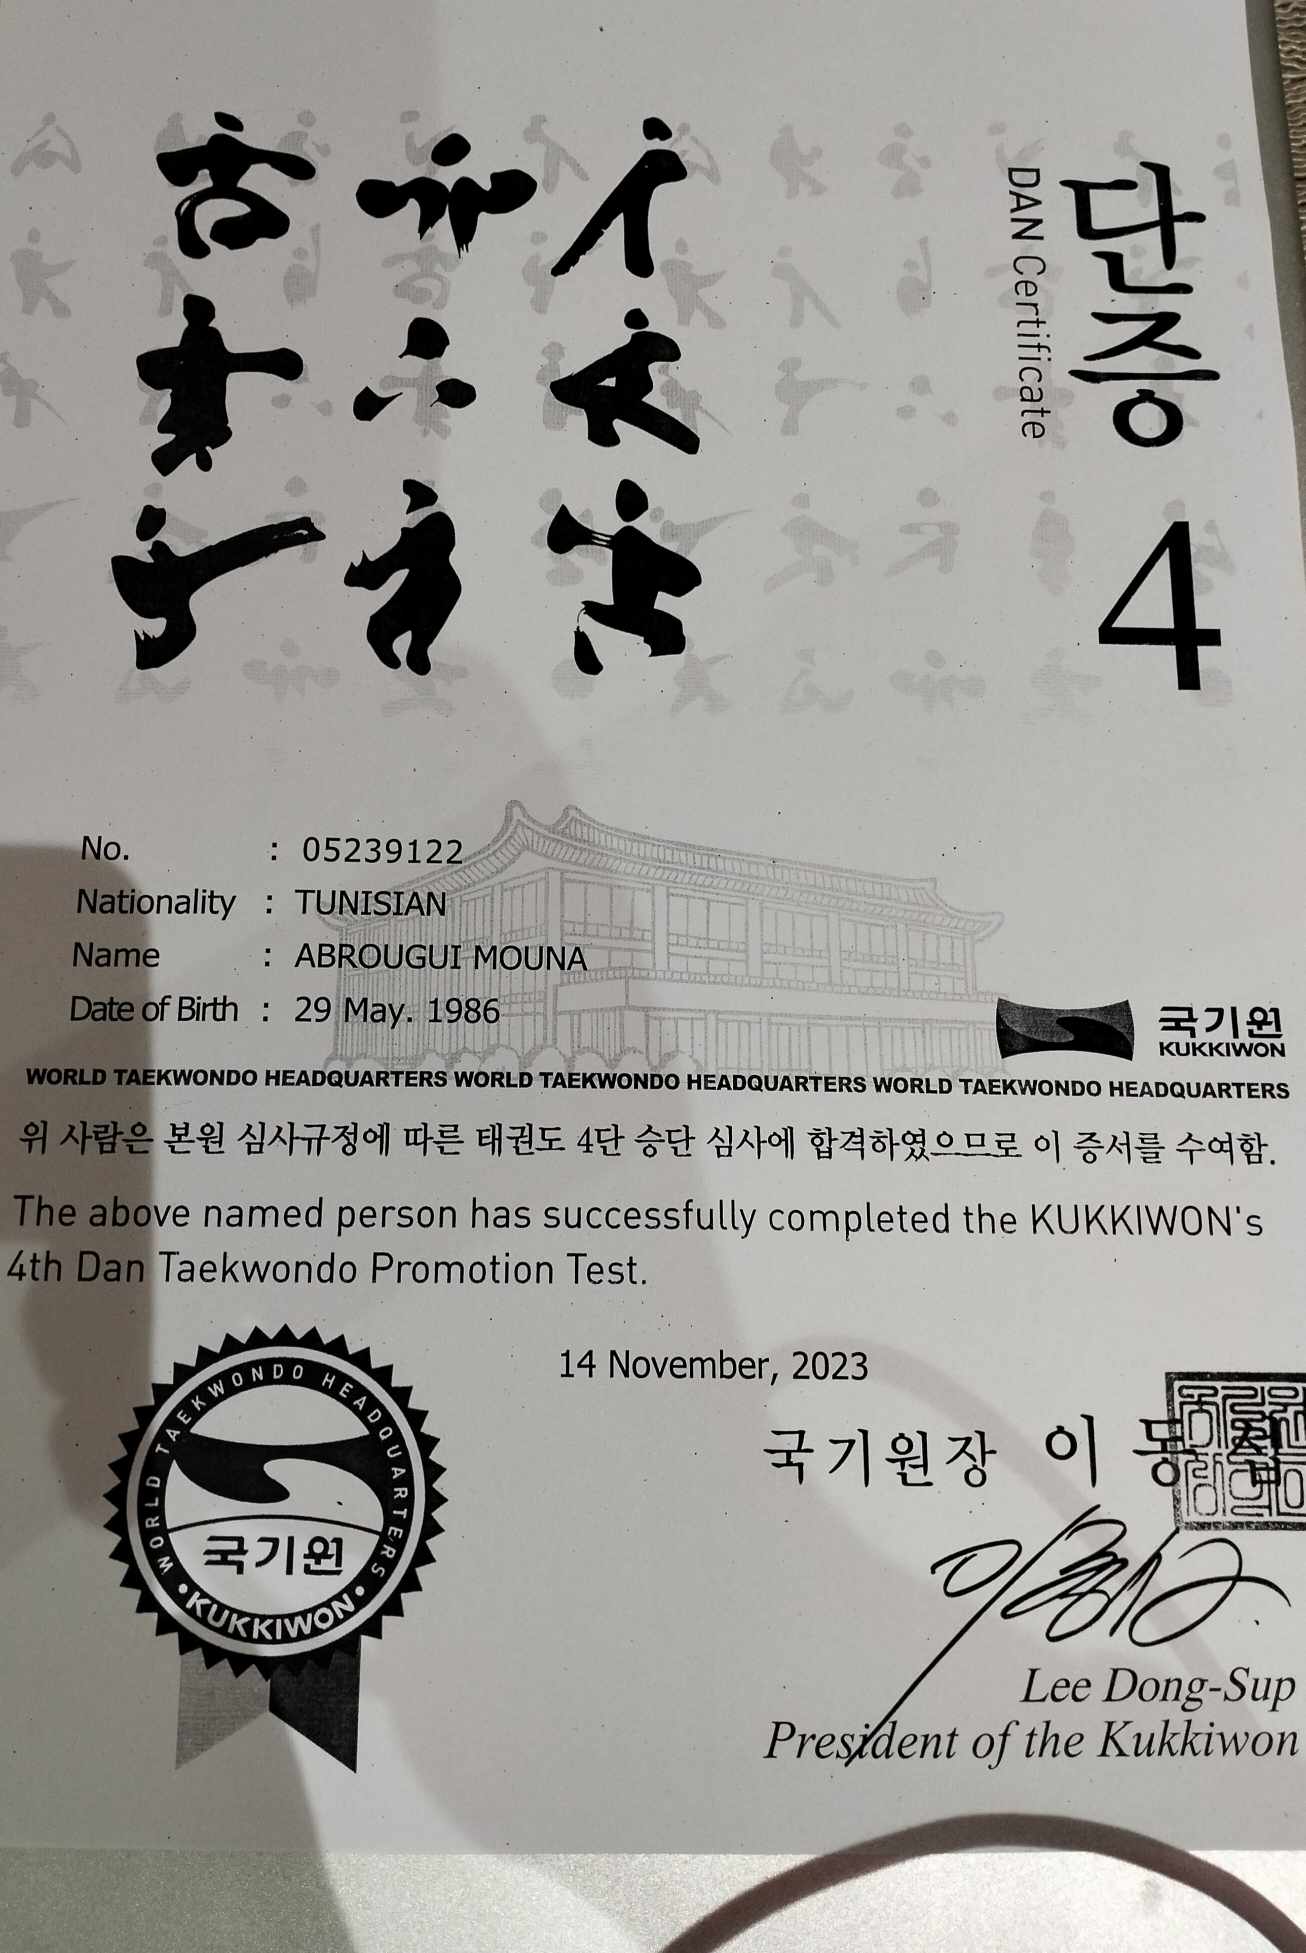 단증
DAN Certificate
4
No. : 05239122
Nationality : TUNISIAN
Name : ABROUGUI MOUNA
Date of Birth : 29 May. 1986
국기원
KUKKIWON
WORLD TAEKWONDO HEADQUARTERS WORLD TAEKWONDO HEADQUARTERS WORLD TAEKWONDO HEADQUARTERS
위 사람은 본원 심사규정에 따른 태권도 4단 승단 심사에 합격하였으므로 이 증서를 수여함.
The above named person has successfully completed the KUKKIWON's
4th Dan Taekwondo Promotion Test.
14 November, 2023
WORLD TAEKWONDO HEADQUARTERS
국기원
KUKKIWON
국기원장 이 동 섭
Lee Dong-Sup
President of the Kukkiwon